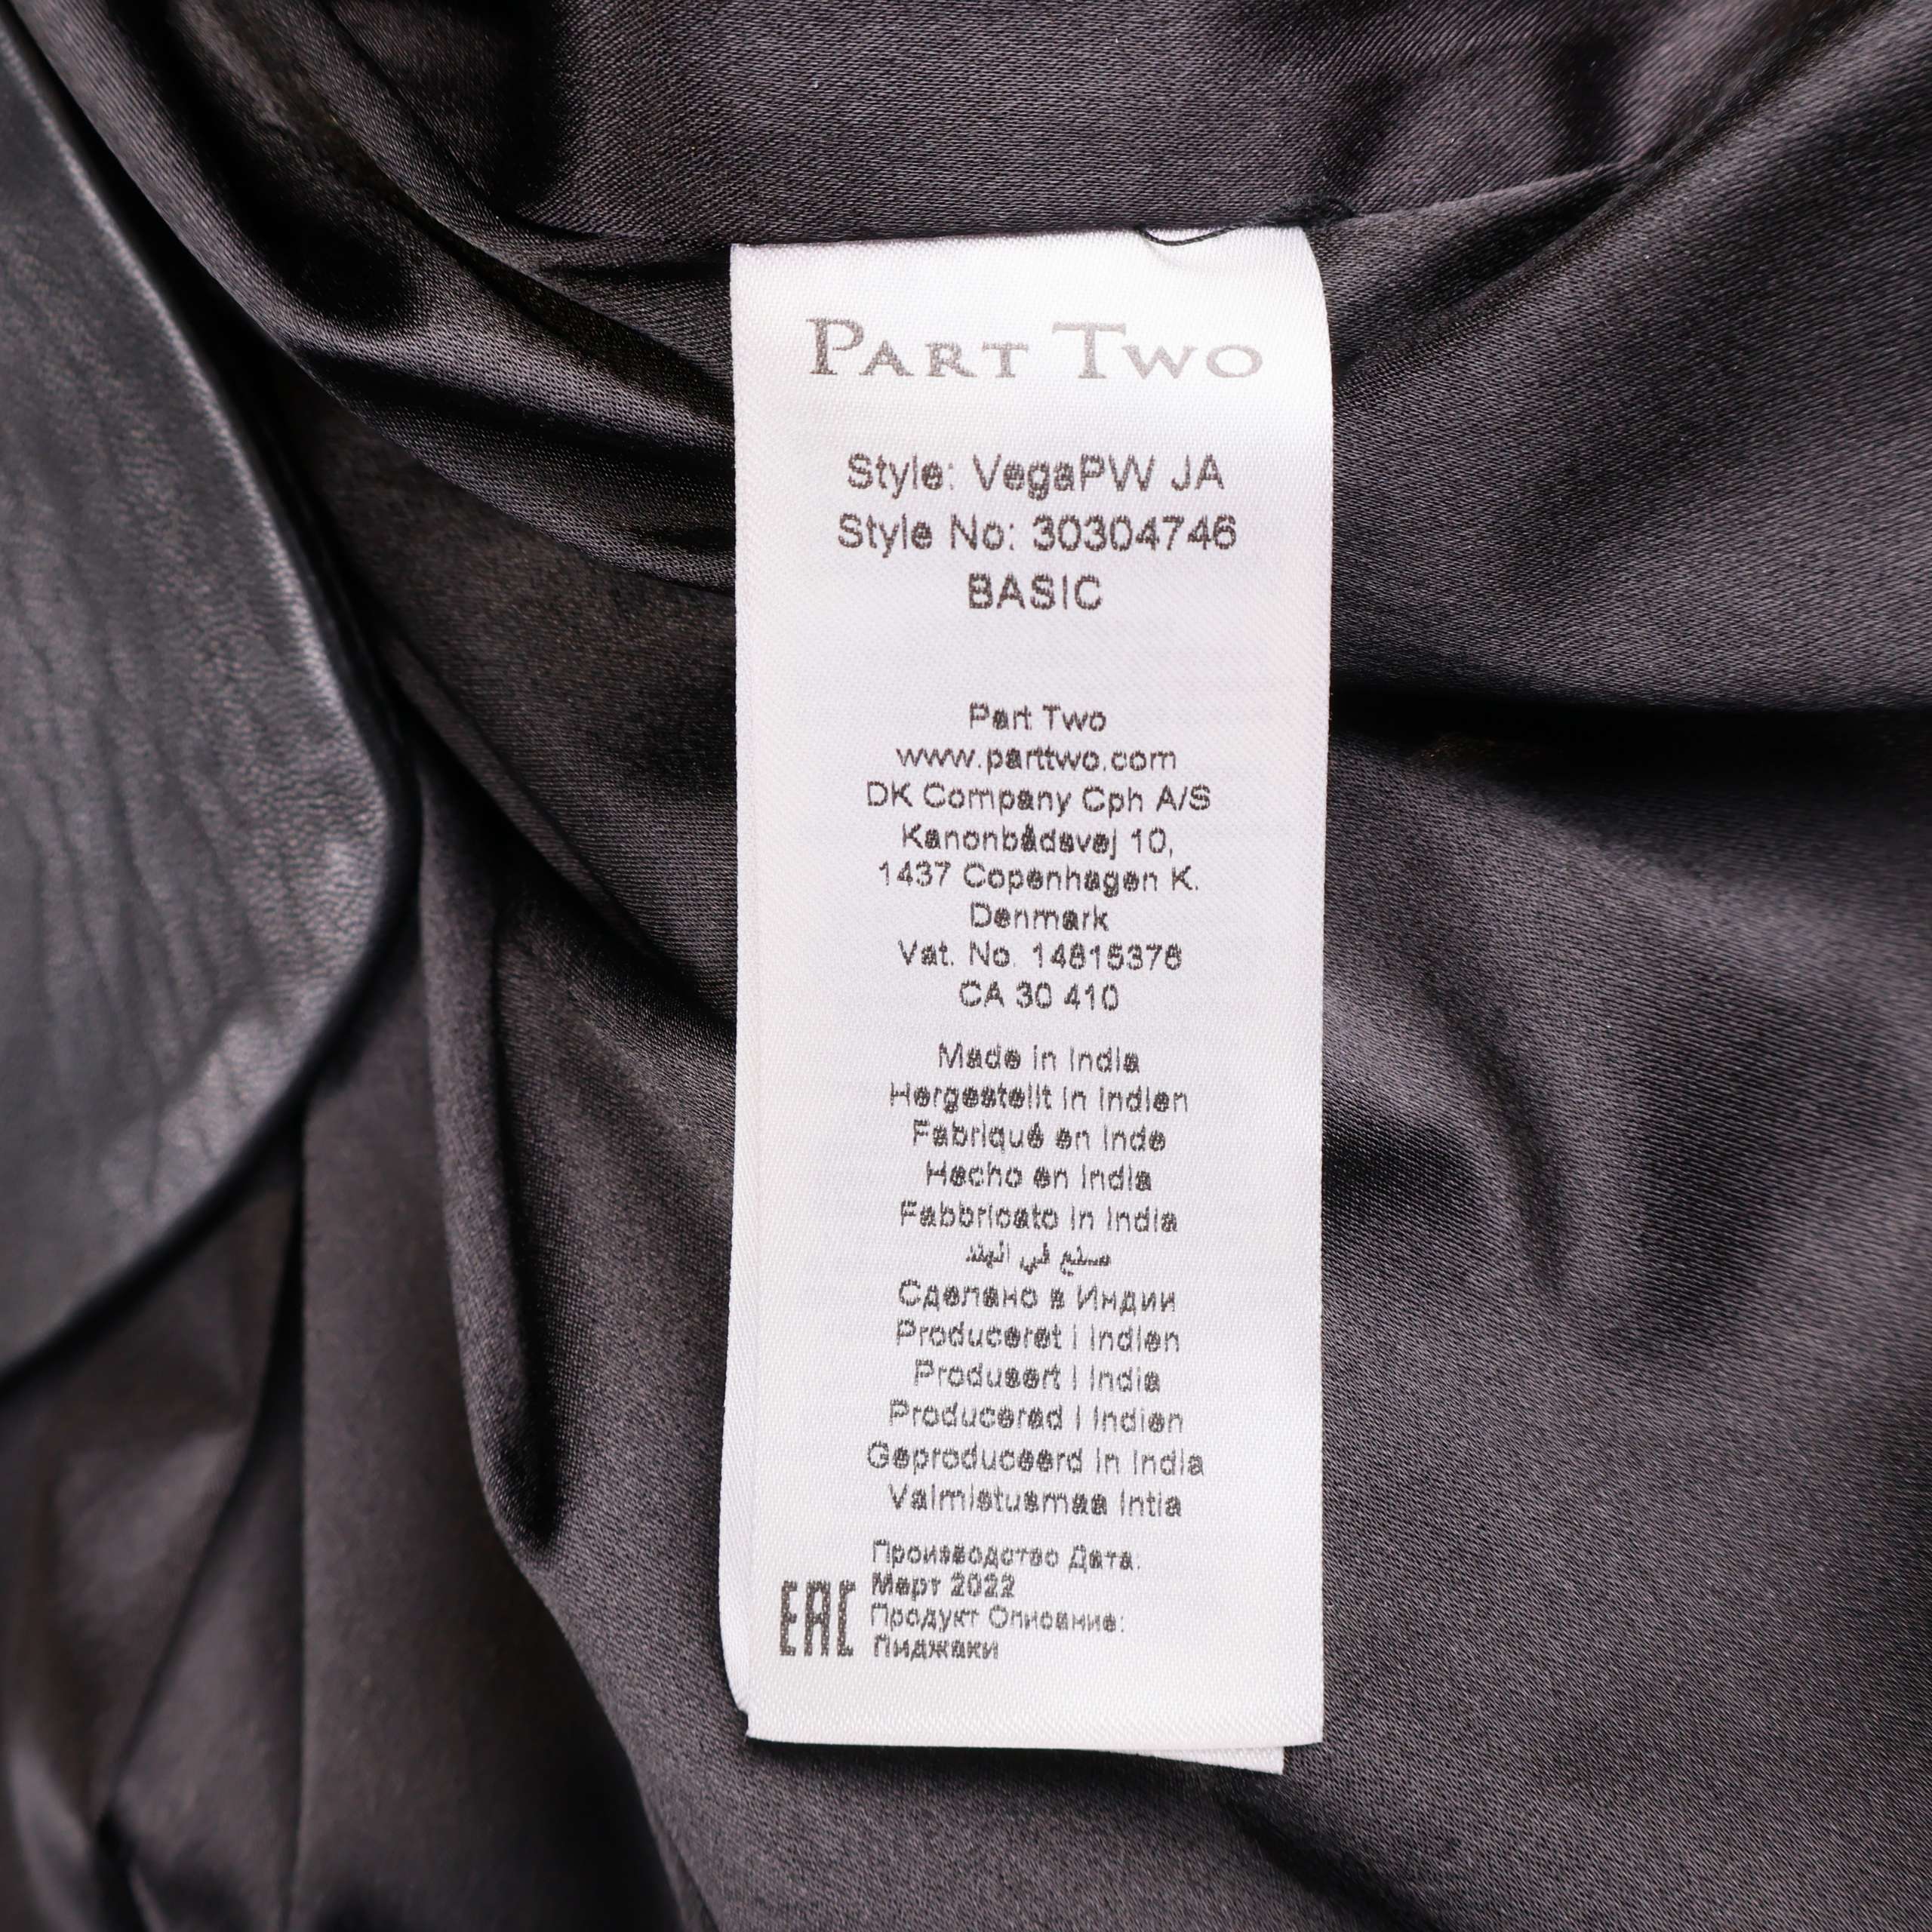 PART TWO
Style: VegaPW JA
Style No: 30304746
BASIC
Part Two
www.parttwo.com
DK Company Cph A/S
Kanonbådsvej 10,
1437 Copenhagen K.
Denmark
Vat. No. 14815378
CA 30 410
Made in India
Hergestellt in Indien
Fabriqué en Inde
Hecho en India
Fabbricato in India
صنع في الهند
Сделано в Индии
Produceret i Indien
Produsert i India
Producerad i Indien
Geproduceerd in India
Valmistusmaa Intia
Производство Дата:
Март 2022
Продукт Описание:
Пиджаки
EAC